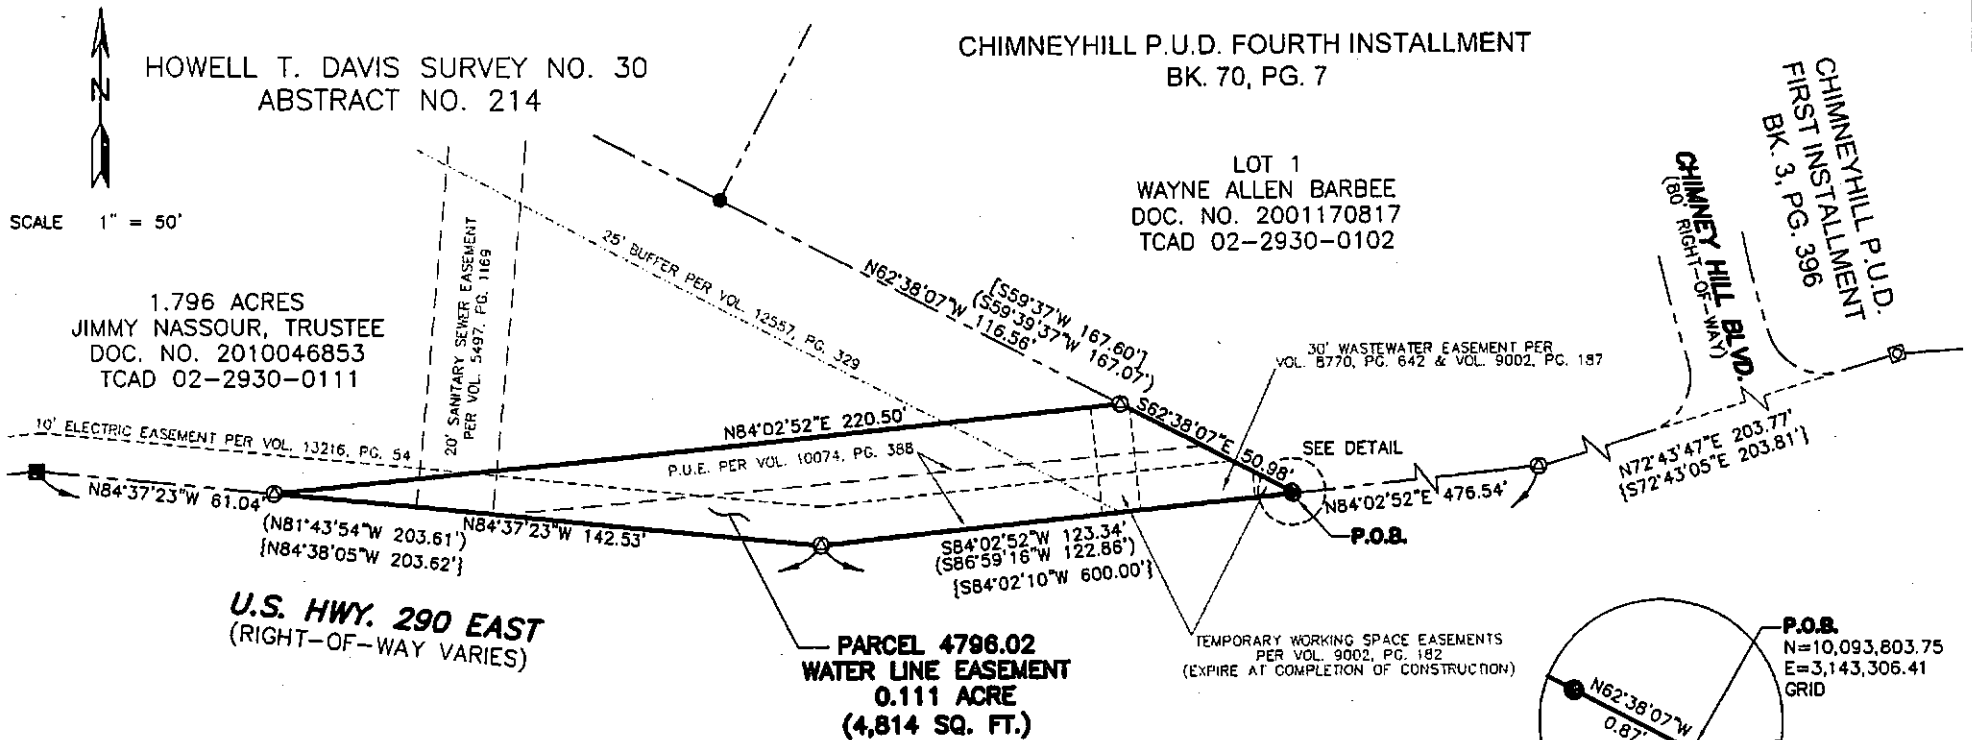 N
HOWELL T. DAVIS SURVEY NO. 30
ABSTRACT NO. 214
SCALE 1" = 50'
CHIMNEYHILL P.U.D. FOURTH INSTALLMENT
BK. 70, PG. 7
CHIMNEYHILL P.U.D.
FIRST INSTALLMENT
BK. 3, PG. 396
LOT 1
WAYNE ALLEN BARBEE
DOC. NO. 2001170817
TCAD 02-2930-0102
CHIMNEY HILL BLVD.
(80' RIGHT-OF-WAY)
1.796 ACRES
JIMMY NASSOUR, TRUSTEE
DOC. NO. 2010046853
TCAD 02-2930-0111
20' SANITARY SEWER EASEMENT
PER VOL. 5497, PG. 1169
25' BUFFER PER VOL. 12557, PG. 329
N62°38'07"W 116.56'
[S59°37'W 167.60']
(S59°39'37"W 167.07')
30' WASTEWATER EASEMENT PER
VOL. 8770, PG. 642 & VOL. 9002, PG. 187
10' ELECTRIC EASEMENT PER VOL. 13216, PG. 54
N84°02'52"E 220.50'
S62°38'07"E 50.98'
P.U.E. PER VOL. 10074, PG. 388
SEE DETAIL
N72°43'47"E 203.77'
{S72°43'05"E 203.81'}
N84°37'23"W 61.04'
(N81°43'54"W 203.61')
{N84°38'05"W 203.62'}
N84°37'23"W 142.53'
S84°02'52"W 123.34'
(S86°59'16"W 122.86')
{S84°02'10"W 600.00'}
N84°02'52"E 476.54'
P.O.B.
U.S. HWY. 290 EAST
(RIGHT-OF-WAY VARIES)
PARCEL 4796.02
WATER LINE EASEMENT
0.111 ACRE
(4,814 SQ. FT.)
TEMPORARY WORKING SPACE EASEMENTS
PER VOL. 9002, PG. 182
(EXPIRE AT COMPLETION OF CONSTRUCTION)
P.O.B.
N=10,093,803.75
E=3,143,306.41
GRID
N62°38'07"W
0.87'